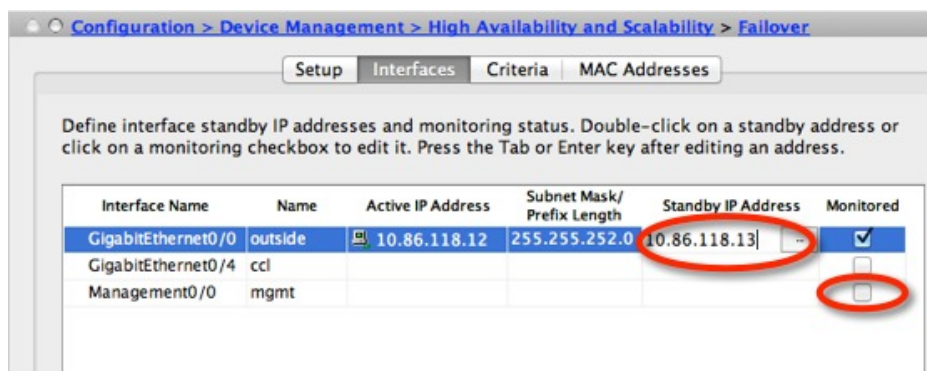 Configuration > Device Management > High Availability and Scalability > Failover
Setup Interfaces Criteria MAC Addresses
Define interface standby IP addresses and monitoring status. Double-click on a standby address or
click on a monitoring checkbox to edit it. Press the Tab or Enter key after editing an address.
Interface Name Name Active IP Address Subnet Mask/ Prefix Length Standby IP Address Monitored
GigabitEthernet0/0 outside 10.86.118.12 255.255.252.0 10.86.118.13 ...
GigabitEthernet0/4 ccl
Management0/0 mgmt